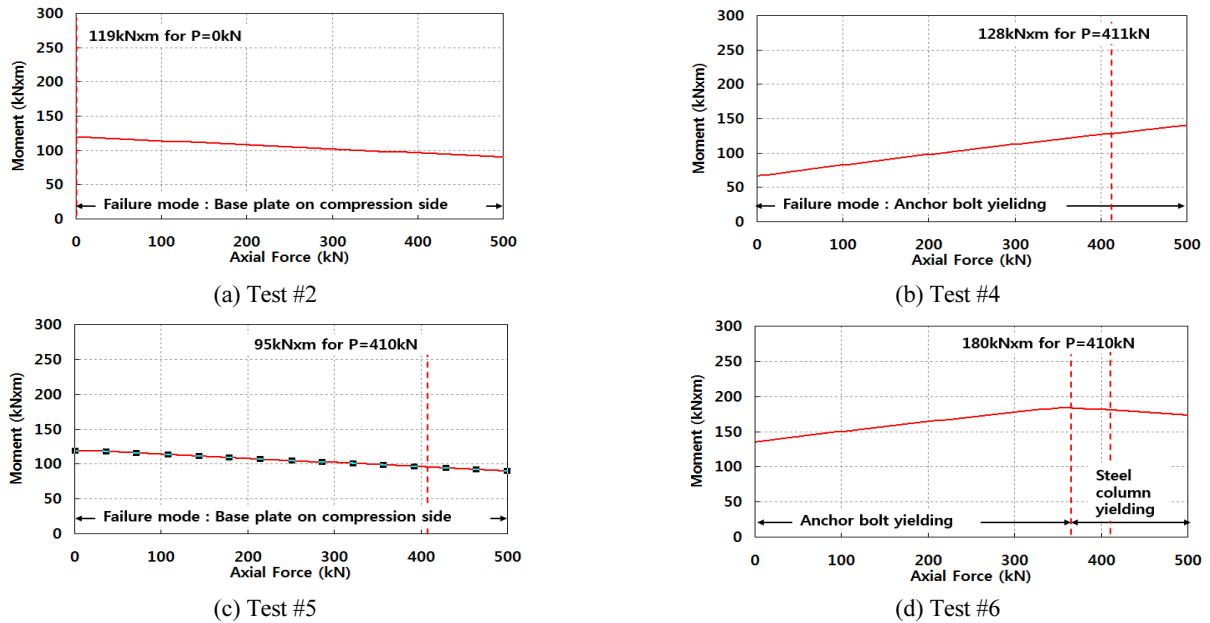 119kNxm for P=0kN
Moment (kNxm)
300
250
200
150
100
50
0
Failure mode : Base plate on compression side
0 100 200 300 400 500
Axial Force (kN)
(a) Test #2
128kNxm for P=411kN
Moment (kNxm)
300
250
200
150
100
50
0
Failure mode : Anchor bolt yielidng
0 100 200 300 400 500
Axial Force (kN)
(b) Test #4
95kNxm for P=410kN
Moment (kNxm)
300
250
200
150
100
50
0
Failure mode : Base plate on compression side
0 100 200 300 400 500
Axial Force (kN)
(c) Test #5
180kNxm for P=410kN
Moment (kNxm)
300
250
200
150
100
50
0
Anchor bolt yielding
Steel
column
yielding
0 100 200 300 400 500
Axial Force (kN)
(d) Test #6